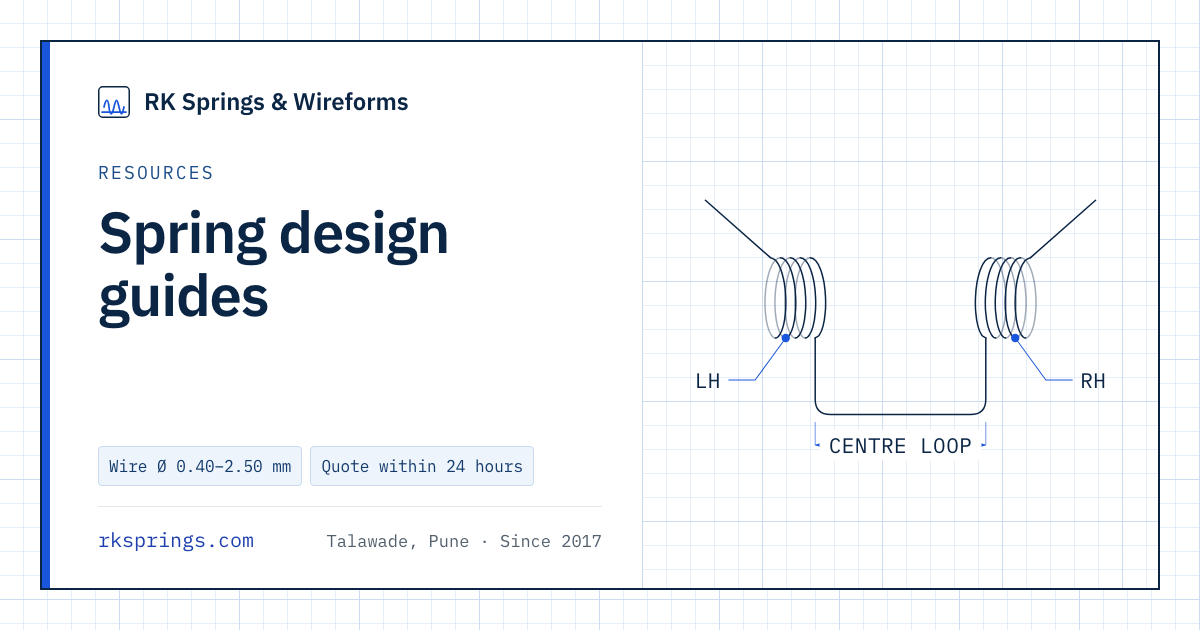 RK Springs & Wireforms
RESOURCES
Spring design
guides
Wire Ø 0.40–2.50 mm
Quote within 24 hours
rksprings.com
Talawade, Pune · Since 2017
LH
RH
CENTRE LOOP